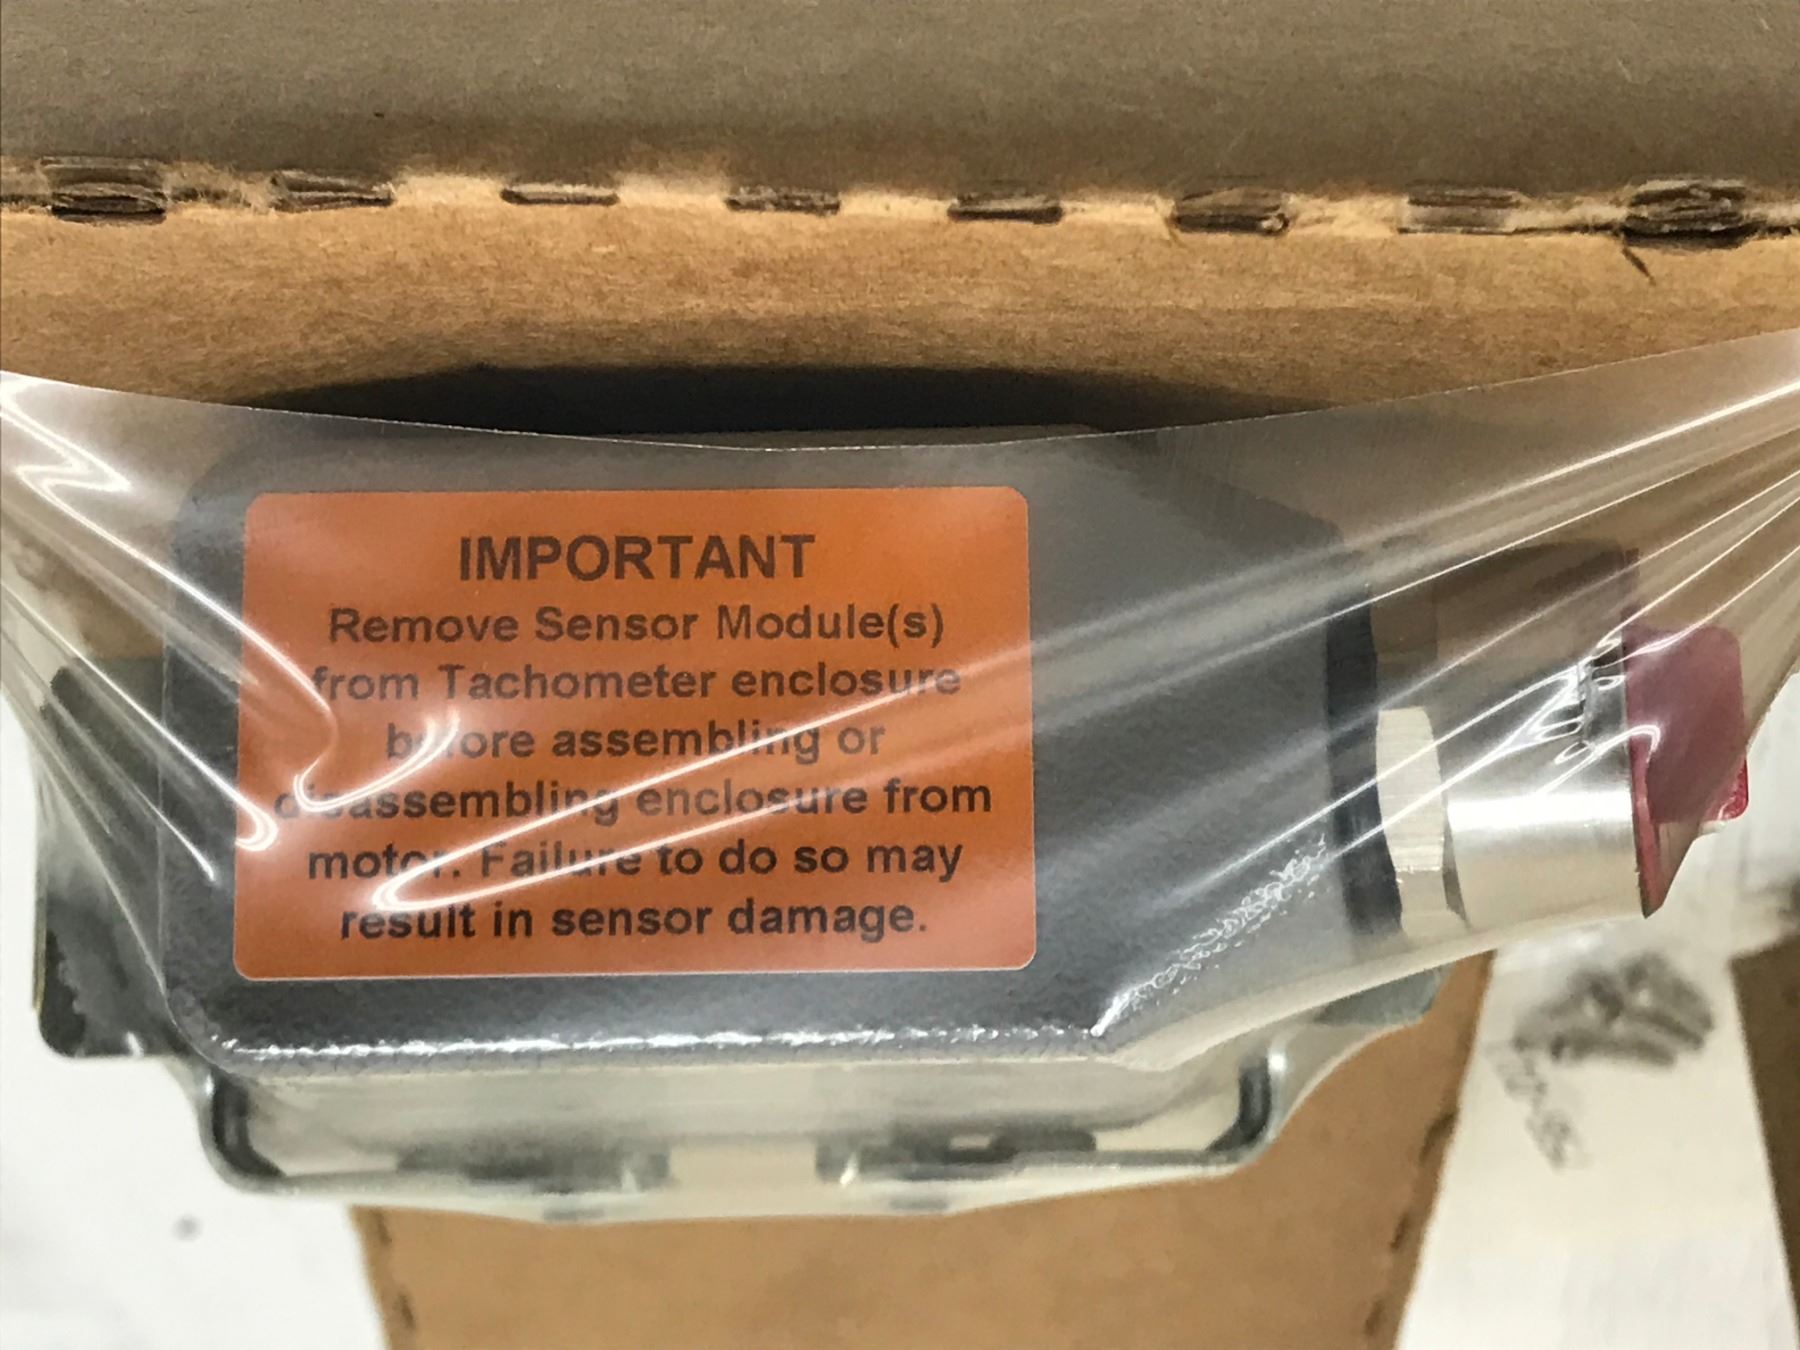 IMPORTANT
Remove Sensor Module(s)
from Tachometer enclosure
before assembling or
disassembling enclosure from
motor. Failure to do so may
result in sensor damage.